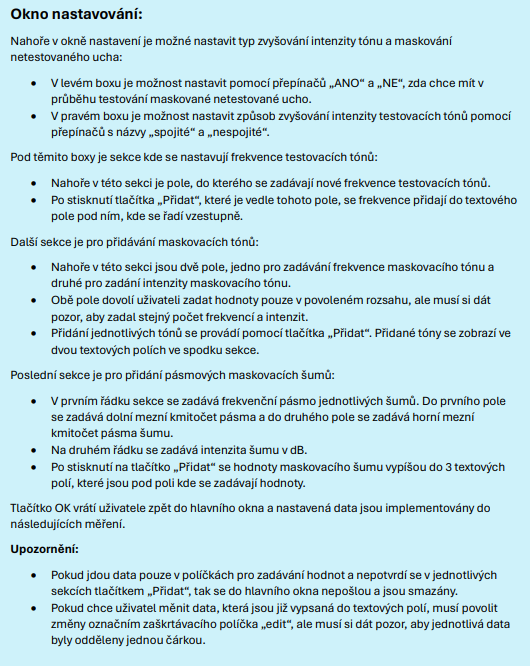 Okno nastavování:
Nahoře v okně nastavení je možné nastavit typ zvyšování intenzity tónu a maskování
netestovaného ucha:
• V levém boxu je možnost nastavit pomocí přepínačů „ANO“ a „NE“, zda chce mít v
průběhu testování maskované netestované ucho.
• V pravém boxu je možnost nastavit způsob zvyšování intenzity testovacích tónů pomocí
přepínačů s názvy „spojité“ a „nespojité“.
Pod těmito boxy je sekce kde se nastavují frekvence testovacích tónů:
• Nahoře v této sekci je pole, do kterého se zadávají nové frekvence testovacích tónů.
• Po stisknutí tlačítka „Přidat“, které je vedle tohoto pole, se frekvence přidají do textového
pole pod ním, kde se řadí vzestupně.
Další sekce je pro přidávání maskovacích tónů:
• Nahoře v této sekci jsou dvě pole, jedno pro zadávání frekvence maskovacího tónu a
druhé pro zadání intenzity maskovacího tónu.
• Obě pole dovolí uživateli zadat hodnoty pouze v povoleném rozsahu, ale musí si dát
pozor, aby zadal stejný počet frekvencí a intenzit.
• Přidání jednotlivých tónů se provádí pomocí tlačítka „Přidat“. Přidané tóny se zobrazí ve
dvou textových polích ve spodku sekce.
Poslední sekce je pro přidání pásmových maskovacích šumů:
• V prvním řádku sekce se zadává frekvenční pásmo jednotlivých šumů. Do prvního pole
se zadává dolní mezní kmitočet pásma a do druhého pole se zadává horní mezní
kmitočet pásma šumu.
• Na druhém řádku se zadává intenzita šumu v dB.
• Po stisknutí na tlačítko „Přidat“ se hodnoty maskovacího šumu vypíšou do 3 textových
polí, které jsou pod poli kde se zadávají hodnoty.
Tlačítko OK vrátí uživatele zpět do hlavního okna a nastavená data jsou implementovány do
následujících měření.
Upozornění:
• Pokud jdou data pouze v políčkách pro zadávání hodnot a nepotvrdí se v jednotlivých
sekcích tlačítkem „Přidat“, tak se do hlavního okna nepošlou a jsou smazány.
• Pokud chce uživatel měnit data, která jsou již vypsaná do textových polí, musí povolit
změny označním zaškrtávacího políčka „edit“, ale musí si dát pozor, aby jednotlivá data
byly odděleny jednou čárkou.